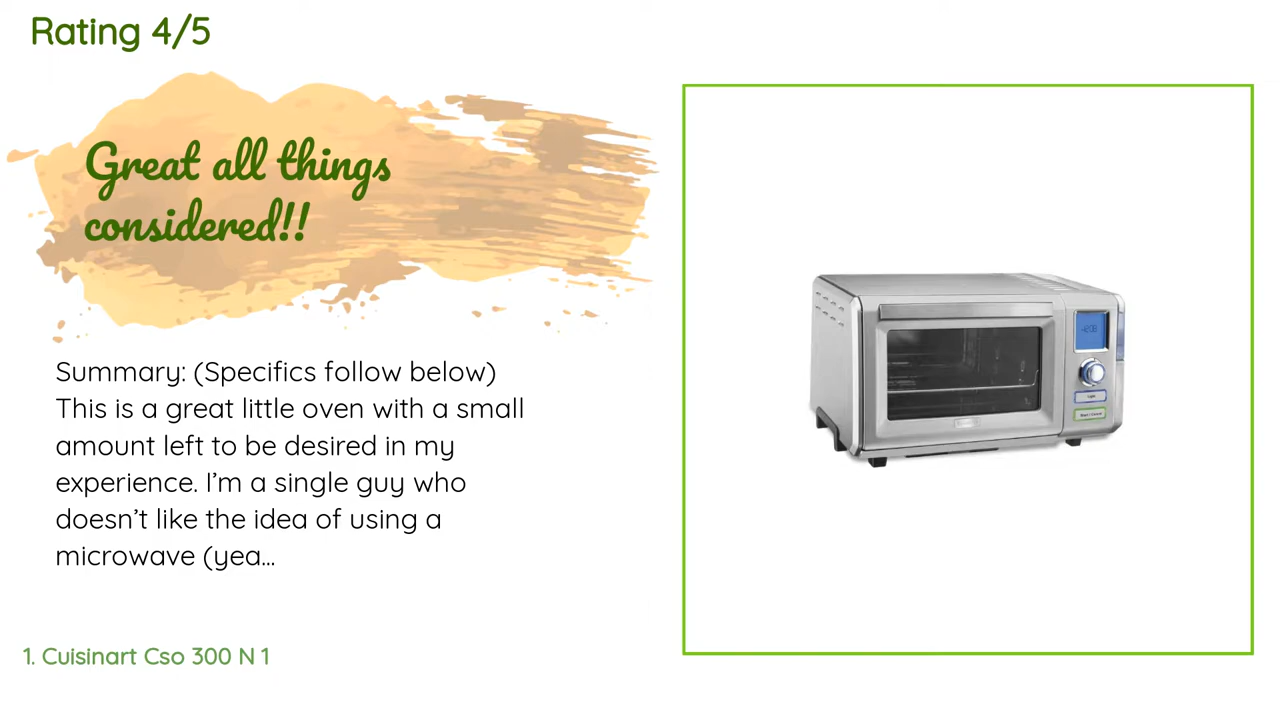 Rating 4/5
Great all things
considered!!
Summary: (Specifics follow below)
This is a great little oven with a small
amount left to be desired in my
experience. I’m a single guy who
doesn’t like the idea of using a
microwave (yea...
Light
1. Cuisinart Cso 300 N 1